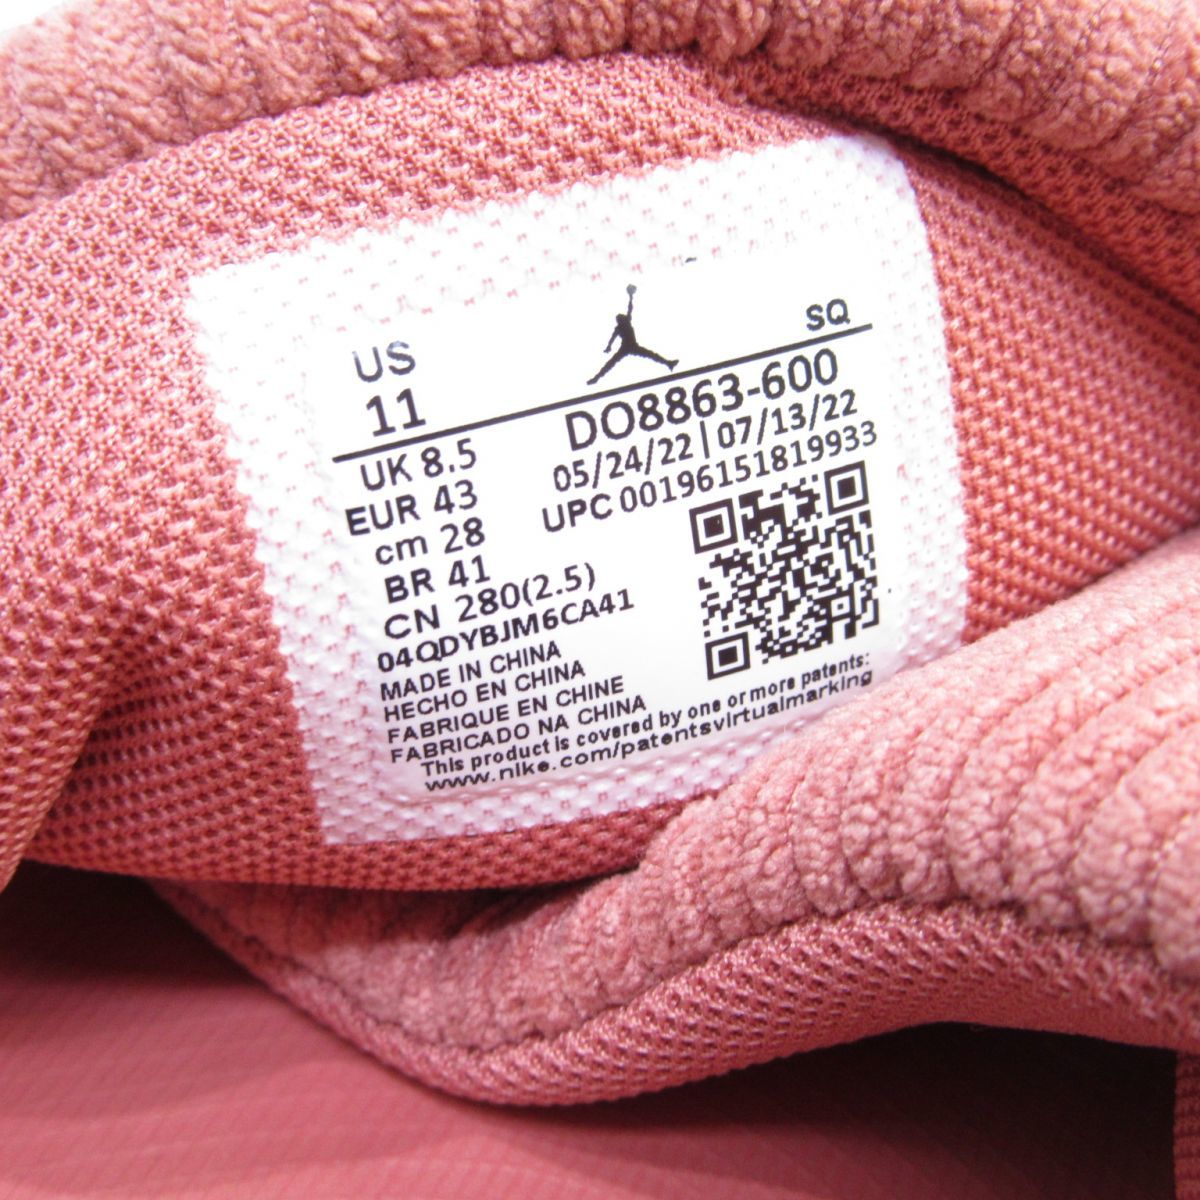 US
11
SQ
UK 8.5
EUR 43
cm 28
BR 41
CN 280(2.5)
04QDYBJM6CA41
DO8863-600
05/24/22 | 07/13/22
UPC 00196151819933
MADE IN CHINA
HECHO EN CHINA
FABRIQUE EN CHINE
FABRICADO NA CHINA
This product is covered by one or more patents:
www.nike.com/patentsvirtualmarking